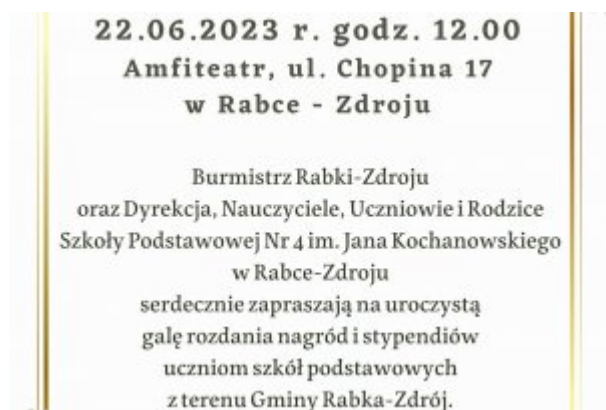 22.06.2023 r. godz. 12.00
Amfiteatr, ul. Chopina 17
w Rabce - Zdroju
Burmistrz Rabki-Zdroju
oraz Dyrekcja, Nauczyciele, Uczniowie i Rodzice
Szkoły Podstawowej Nr 4 im. Jana Kochanowskiego
w Rabce-Zdroju
serdecznie zapraszają na uroczystą
galę rozdania nagród i stypendiów
uczniom szkół podstawowych
z terenu Gminy Rabka-Zdrój.